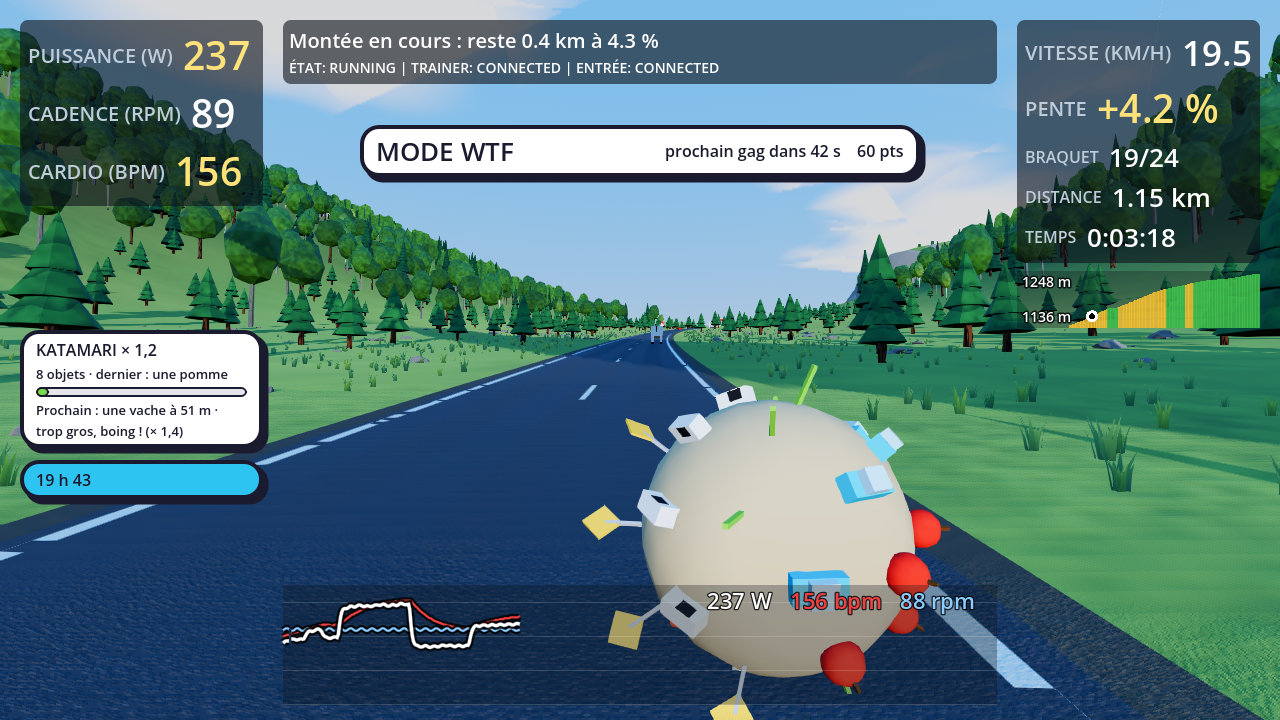 PUISSANCE (W) 237
CADENCE (RPM) 89
CARDIO (BPM) 156
Montée en cours : reste 0.4 km à 4.3 %
ÉTAT: RUNNING | TRAINER: CONNECTED | ENTRÉE: CONNECTED
MODE WTF prochain gag dans 42 s 60 pts
VITESSE (KM/H) 19.5
PENTE +4.2 %
BRAQUET 19/24
DISTANCE 1.15 km
TEMPS 0:03:18
1248 m
1136 m
KATAMARI × 1,2
8 objets · dernier : une pomme
Prochain : une vache à 51 m ·
trop gros, boing ! (× 1,4)
19 h 43
237 W 156 bpm 88 rpm